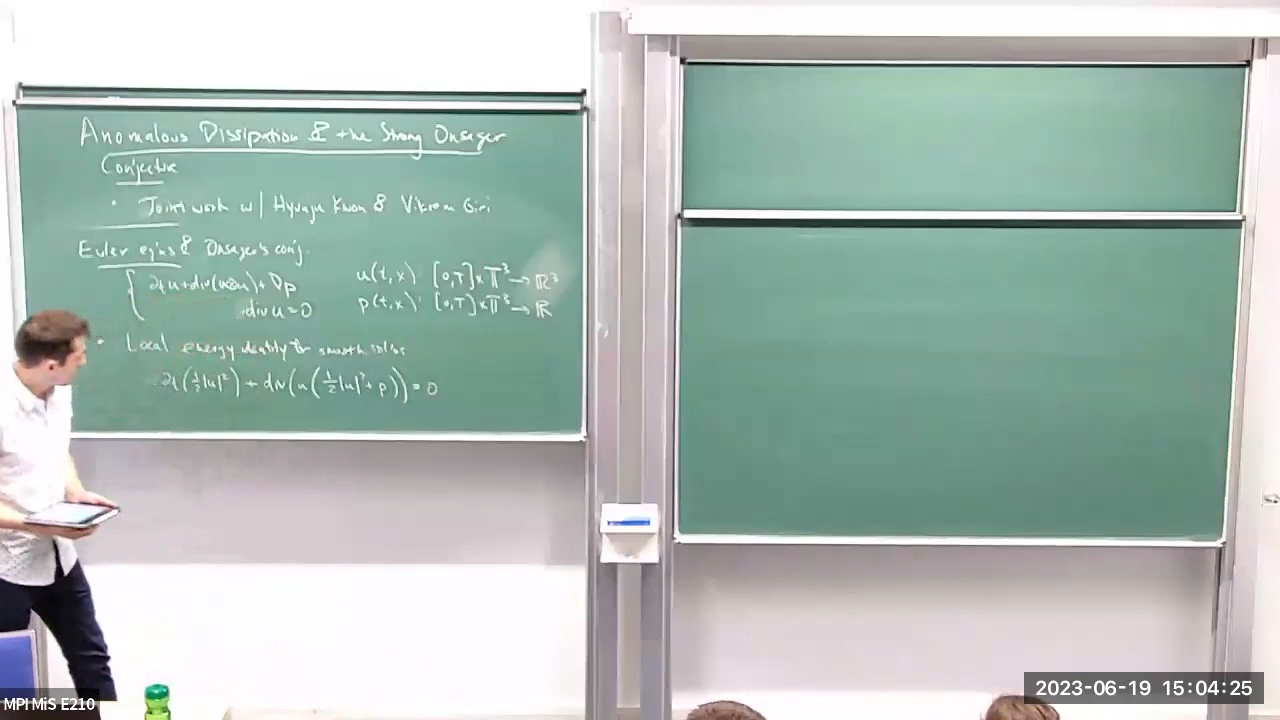 Anomalous Dissipation & the Strong Onsager
Conjecture
· Joint work w/ Hyunju Kwon & Vikram Giri
Euler eq'ns & Onsager's conj.
∂ₜu + div(u⊗u) + ∇p u(t,x) : [0,T]×𝕋³ → ℝ³
div u = 0 p(t,x) : [0,T]×𝕋³ → ℝ
· Local energy identity for smooth sol'ns
∂ₜ(½|u|²) + div(u(½|u|² + p)) = 0
MPI MiS E210
2023-06-19 15:04:25